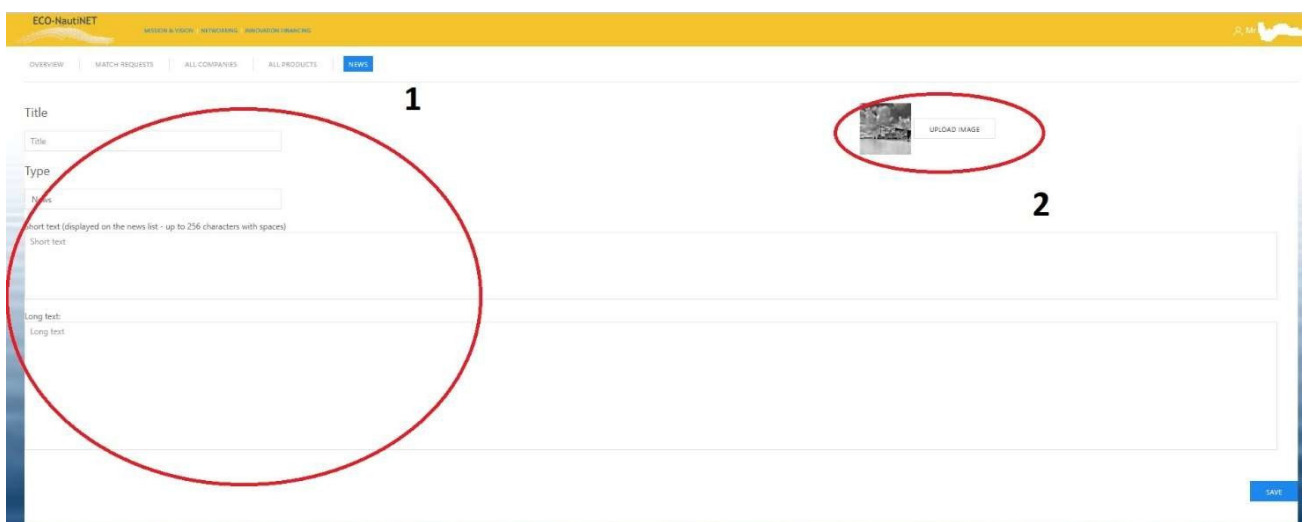 ECO-NautiNET
MISSION & VISION NETWORKING INNOVATION FINANCING
Mr
OVERVIEW MATCH REQUESTS ALL COMPANIES ALL PRODUCTS NEWS
1
Title
Title
UPLOAD IMAGE
Type
News
2
Short text (displayed on the news list - up to 256 characters with spaces)
Short text
Long text:
Long text
SAVE